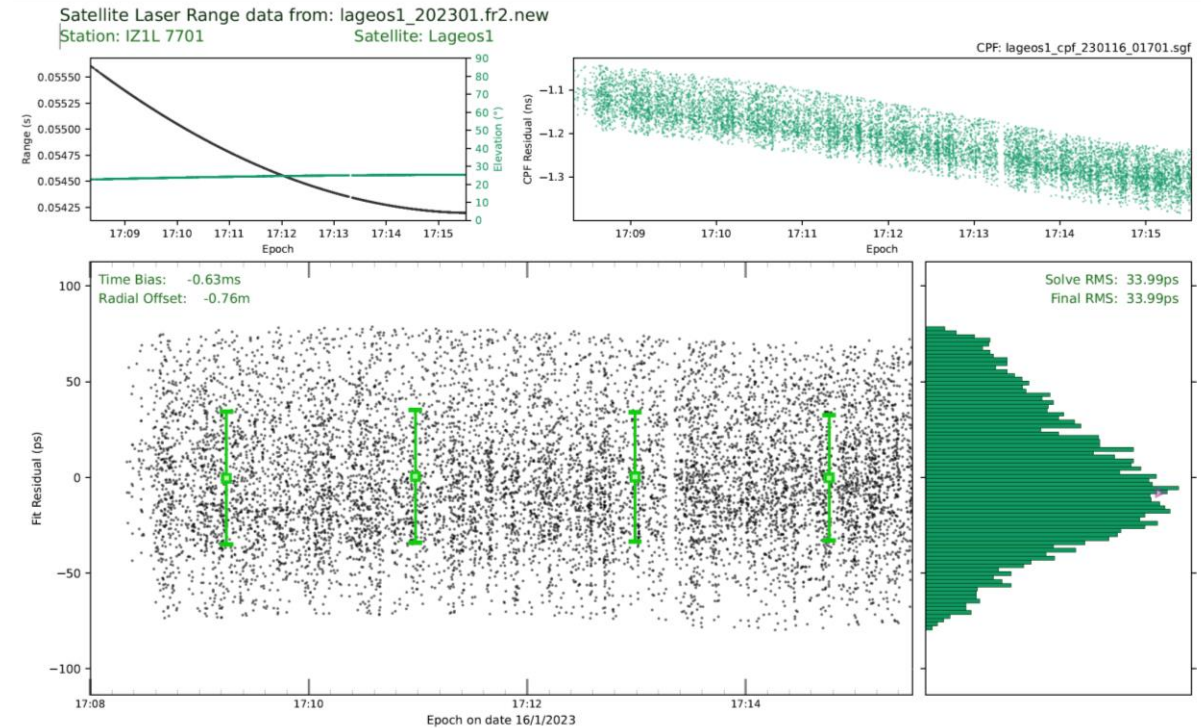 Satellite Laser Range data from: lageos1_202301.fr2.new
Station: IZ1L 7701 Satellite: Lageos1
CPF: lageos1_cpf_230116_01701.sgf
Range (s)
0.05550
0.05525
0.05500
0.05475
0.05450
0.05425
90
80
70
60
50
40
30
20
10
0
Elevation (°)
17:09 17:10 17:11 17:12 17:13 17:14 17:15
Epoch
CPF Residual (ns)
−1.1
−1.2
−1.3
17:09 17:10 17:11 17:12 17:13 17:14 17:15
Epoch
Time Bias: -0.63ms
Radial Offset: -0.76m
Fit Residual (ps)
100
50
0
−50
−100
17:08 17:10 17:12 17:14
Epoch on date 16/1/2023
Solve RMS: 33.99ps
Final RMS: 33.99ps